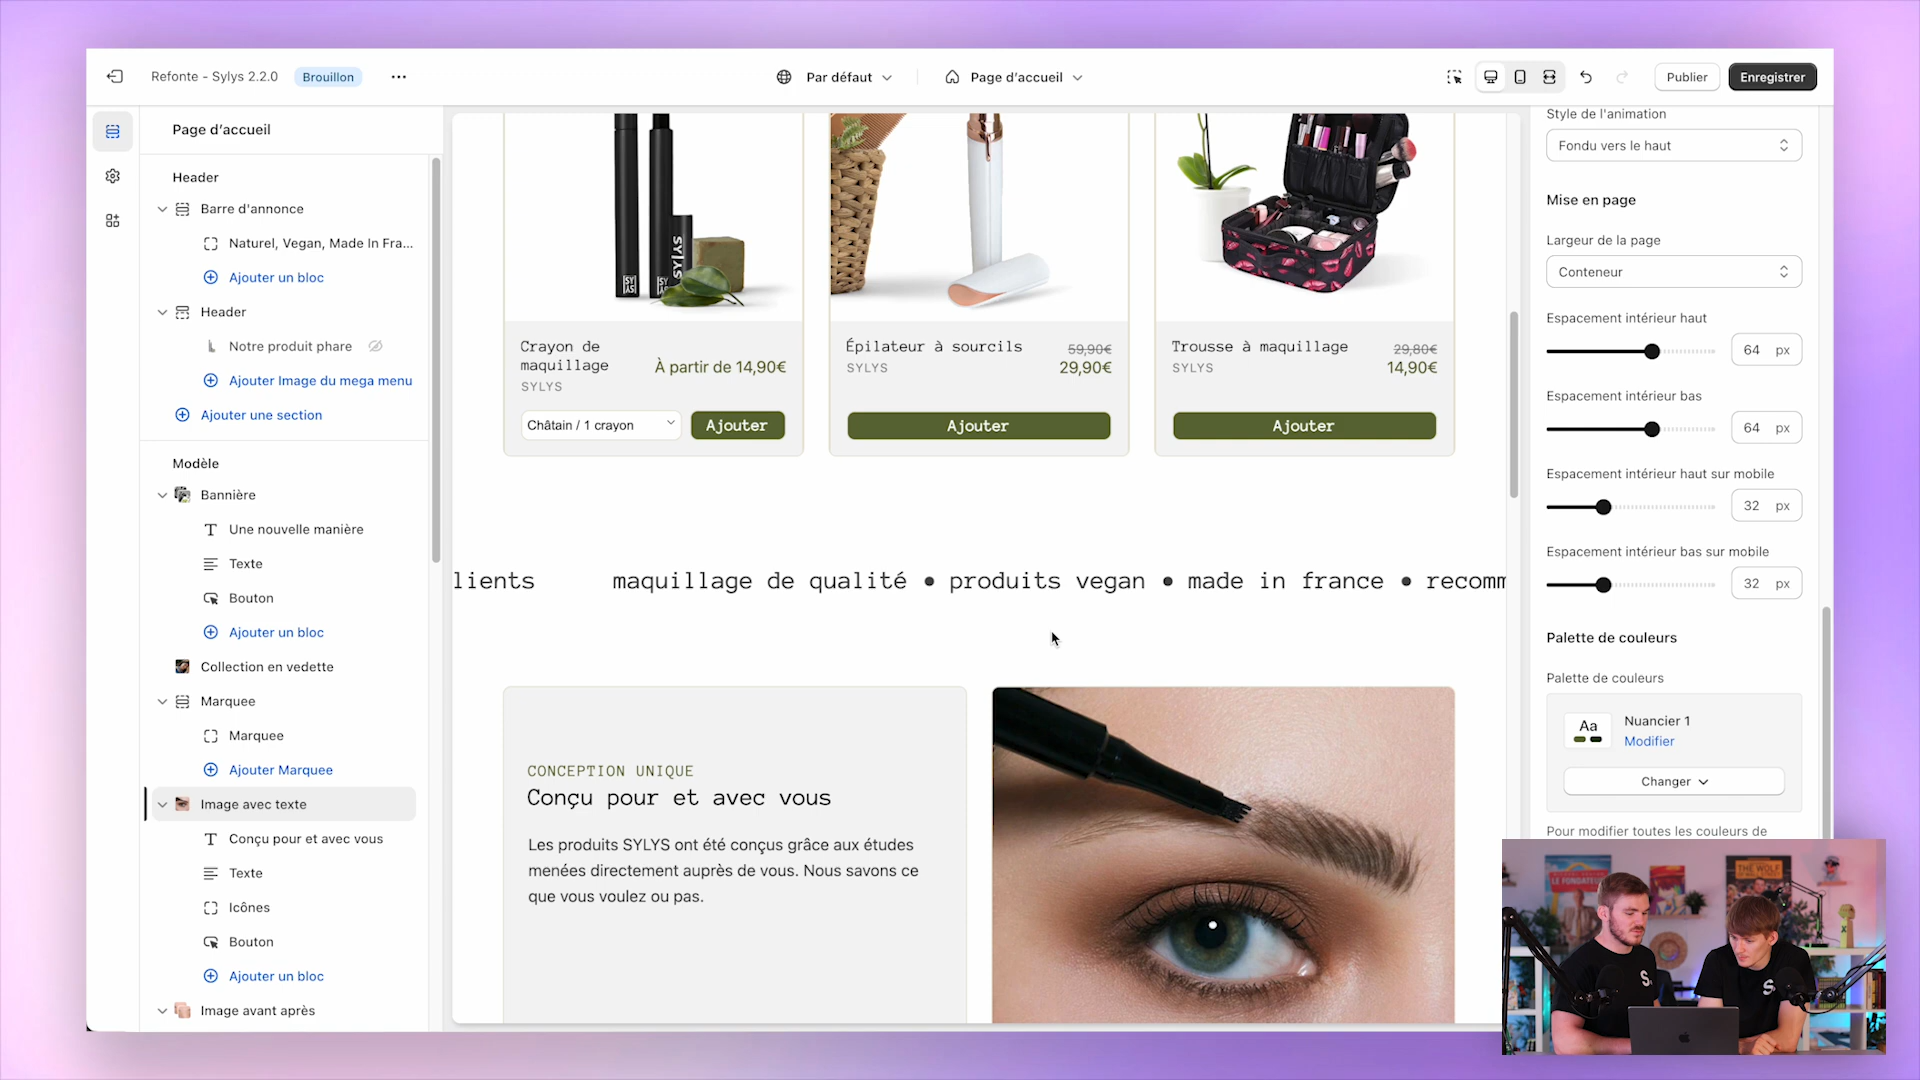 Refonte - Sylys 2.2.0
Brouillon
Par défaut
Page d'accueil
Publier
Enregistrer
Page d'accueil
Header
Barre d'annonce
Naturel, Vegan, Made In Fra...
Ajouter un bloc
Header
Notre produit phare
Ajouter Image du mega menu
Ajouter une section
Modèle
Bannière
Une nouvelle manière
Texte
Bouton
Ajouter un bloc
Collection en vedette
Marquee
Marquee
Ajouter Marquee
Image avec texte
Conçu pour et avec vous
Texte
Icônes
Bouton
Ajouter un bloc
Image avant après
SYLYS
Crayon de maquillage
SYLYS
À partir de 14,90€
Châtain / 1 crayon
Ajouter
Épilateur à sourcils
SYLYS
59,90€
29,90€
Ajouter
Trousse à maquillage
SYLYS
29,80€
14,90€
Ajouter
lients maquillage de qualité • produits vegan • made in france • recomm
CONCEPTION UNIQUE
Conçu pour et avec vous
Les produits SYLYS ont été conçus grâce aux études
menées directement auprès de vous. Nous savons ce
que vous voulez ou pas.
Style de l'animation
Fondu vers le haut
Mise en page
Largeur de la page
Conteneur
Espacement intérieur haut
64 px
Espacement intérieur bas
64 px
Espacement intérieur haut sur mobile
32 px
Espacement intérieur bas sur mobile
32 px
Palette de couleurs
Palette de couleurs
Aa
Nuancier 1
Modifier
Changer
Pour modifier toutes les couleurs de
LE FONDATEUR
THE WOLF
S.
S.